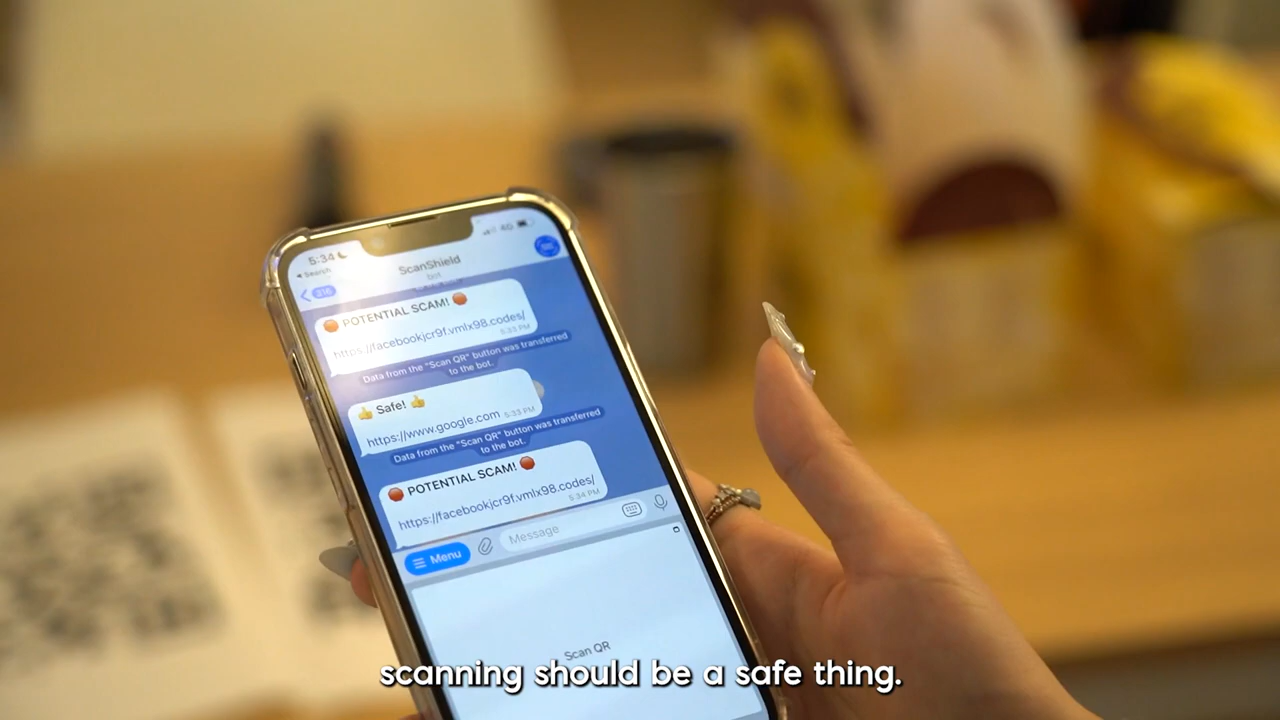 5:34
4G
Search
ScanShield
bot
316
POTENTIAL SCAM!
https://facebookjcr9f.vmlx98.codes/
5:33 PM
Data from the "Scan QR" button was transferred
to the bot.
Safe!
https://www.google.com
5:33 PM
Data from the "Scan QR" button was transferred
to the bot.
POTENTIAL SCAM!
https://facebookjcr9f.vmlx98.codes/
5:34 PM
Menu
Message
Scan QR
scanning should be a safe thing.